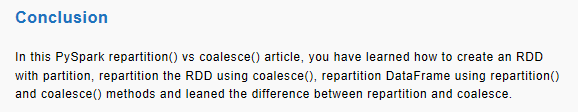 Conclusion
In this PySpark repartition() vs coalesce() article, you have learned how to create an RDD
with partition, repartition the RDD using coalesce(), repartition DataFrame using repartition()
and coalesce() methods and leaned the difference between repartition and coalesce.